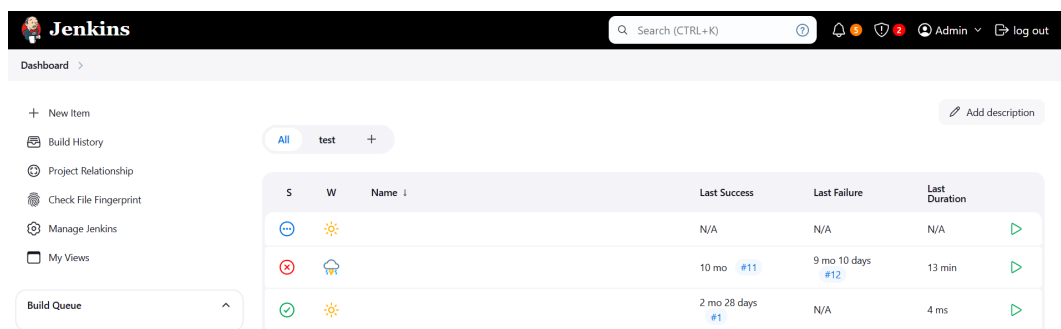 Jenkins
Search (CTRL+K) ?
5
2
Admin
log out
Dashboard >
New Item
Build History
Project Relationship
Check File Fingerprint
Manage Jenkins
My Views
Build Queue
Add description
All test +
S W Name ↓ Last Success Last Failure Last Duration
N/A N/A N/A
10 mo #11 9 mo 10 days #12 13 min
2 mo 28 days #1 N/A 4 ms